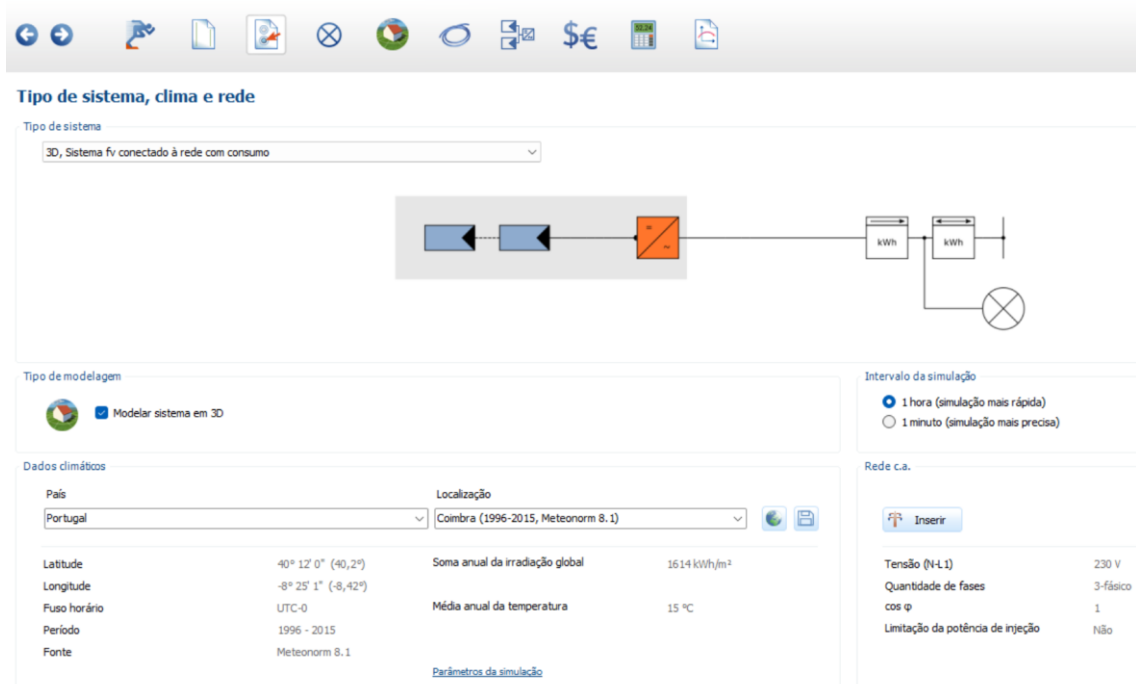 $€
Tipo de sistema, clima e rede
Tipo de sistema
3D, Sistema fv conectado à rede com consumo
kWh
kWh
Tipo de modelagem
Modelar sistema em 3D
Intervalo da simulação
1 hora (simulação mais rápida)
1 minuto (simulação mais precisa)
Dados climáticos
País
Localização
Portugal
Coimbra (1996-2015, Meteonorm 8.1)
Latitude
40° 12' 0" (40,2°)
Longitude
-8° 25' 1" (-8,42°)
Fuso horário
UTC-0
Período
1996 - 2015
Fonte
Meteonorm 8.1
Soma anual da irradiação global
1614 kWh/m²
Média anual da temperatura
15 °C
Parâmetros da simulação
Rede c.a.
Inserir
Tensão (N-L1)
230 V
Quantidade de fases
3-fásico
cos φ
1
Limitação da potência de injeção
Não